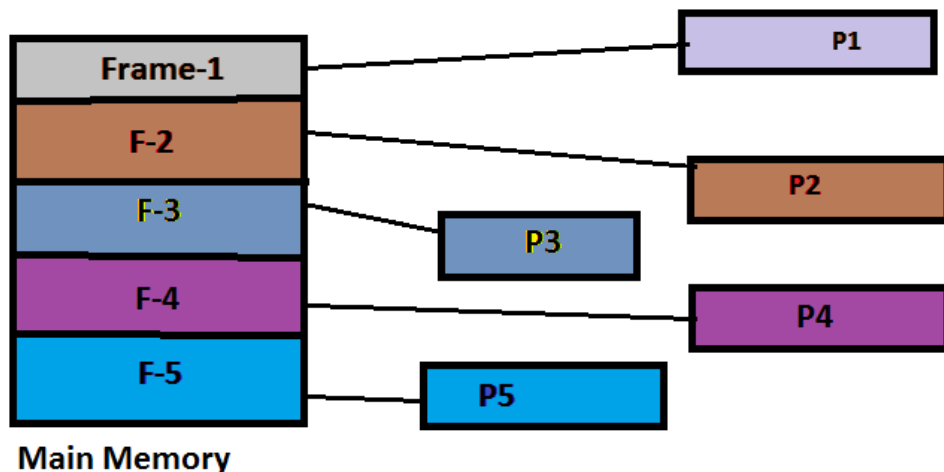 Frame-1
P1
F-2
P2
F-3
P3
F-4
P4
F-5
P5
Main Memory